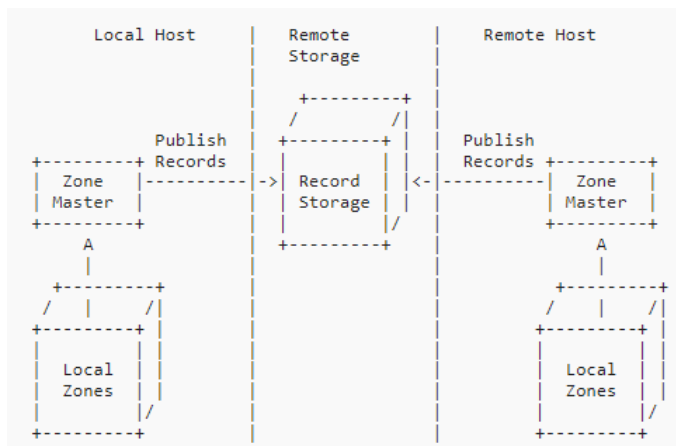 Local Host
Remote Storage
Remote Host
Publish Records
Publish Records
Zone Master
Record Storage
Zone Master
A
A
Local Zones
Local Zones